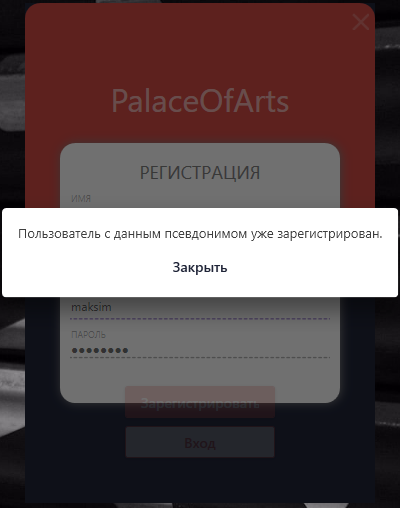 PalaceOfArts
РЕГИСТРАЦИЯ
ИМЯ
Пользователь с данным псевдонимом уже зарегистрирован.
Закрыть
maksim
ПАРОЛЬ
●●●●●●●●
Зарегистрировать
Вход